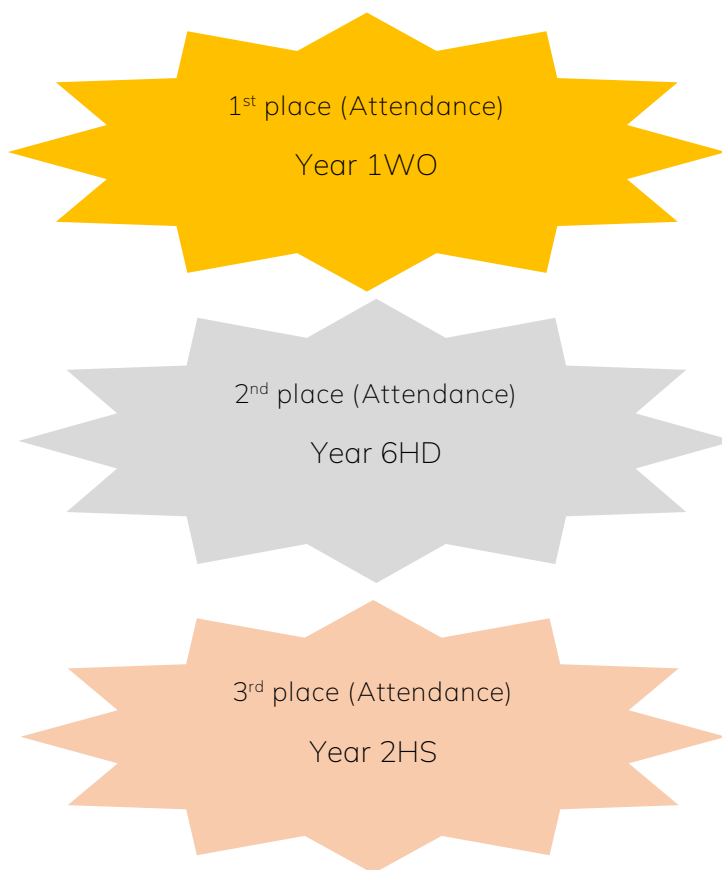 1st place (Attendance)
Year 1WO
2nd place (Attendance)
Year 6HD
3rd place (Attendance)
Year 2HS